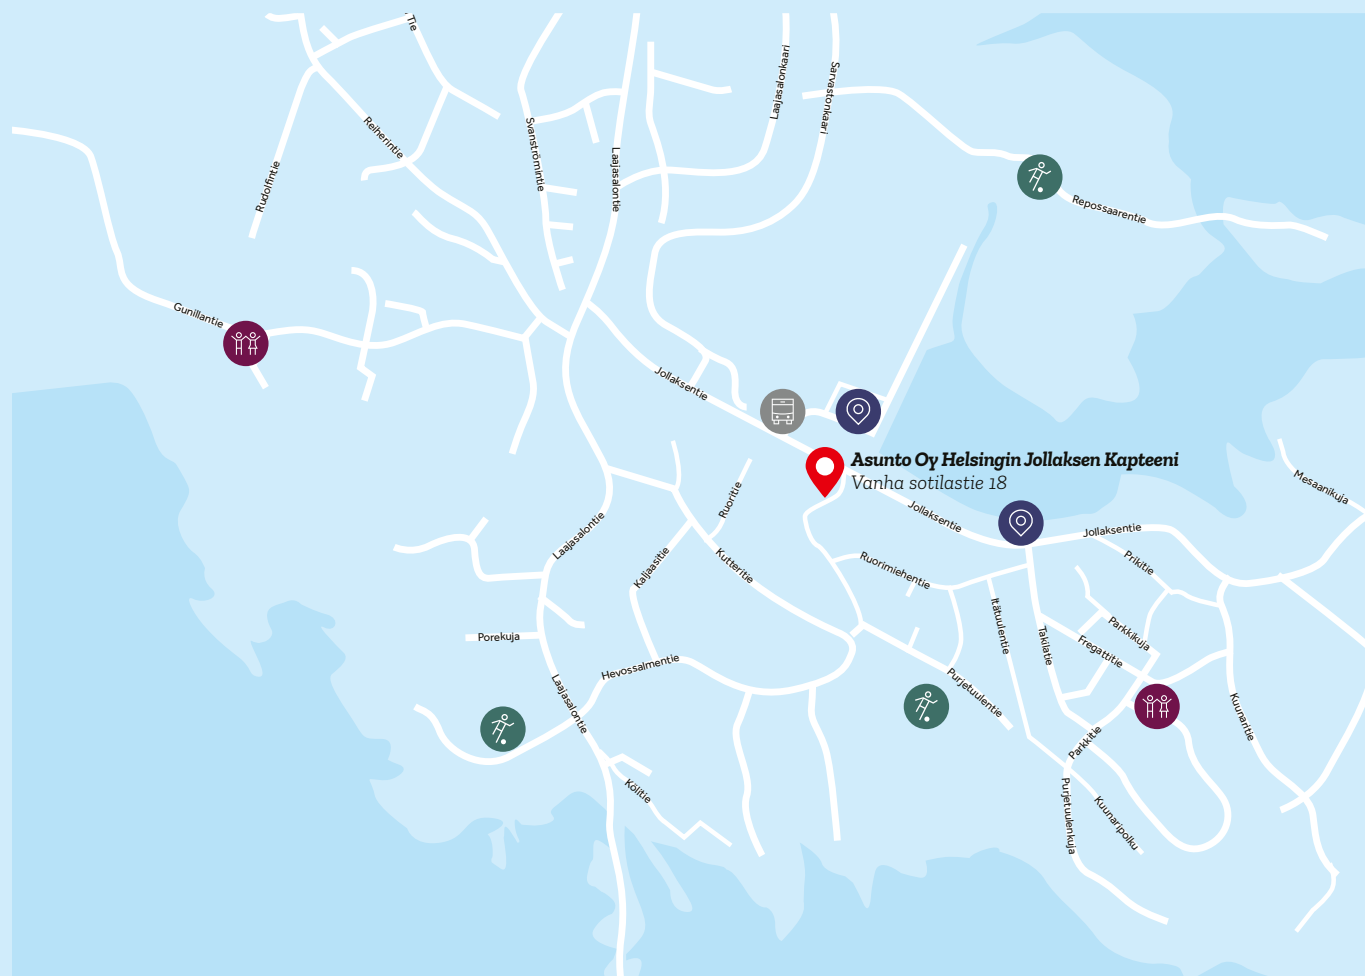 Tie
Reiherintie
Rudolfintie
Svanströmintie
Laajasalontie
Laajasalonkaari
Sarvastonkaari
Repossaarentie
Gunillantie
Jollaksentie
Asunto Oy Helsingin Jollaksen Kapteeni
Vanha sotilastie 18
Mesaanikuja
Ruoritie
Jollaksentie
Jollaksentie
Laajasalontie
Kaljaasitie
Kutteritie
Ruorimiehentie
Prikitie
Itätuulentie
Takilatie
Parkkikuja
Fregattitie
Porekuja
Hevossalmentie
Laajasalontie
Purjetuulentie
Kuunaritie
Parkkitie
Kölitie
Purjetuulenkuja
Kuunaripolku